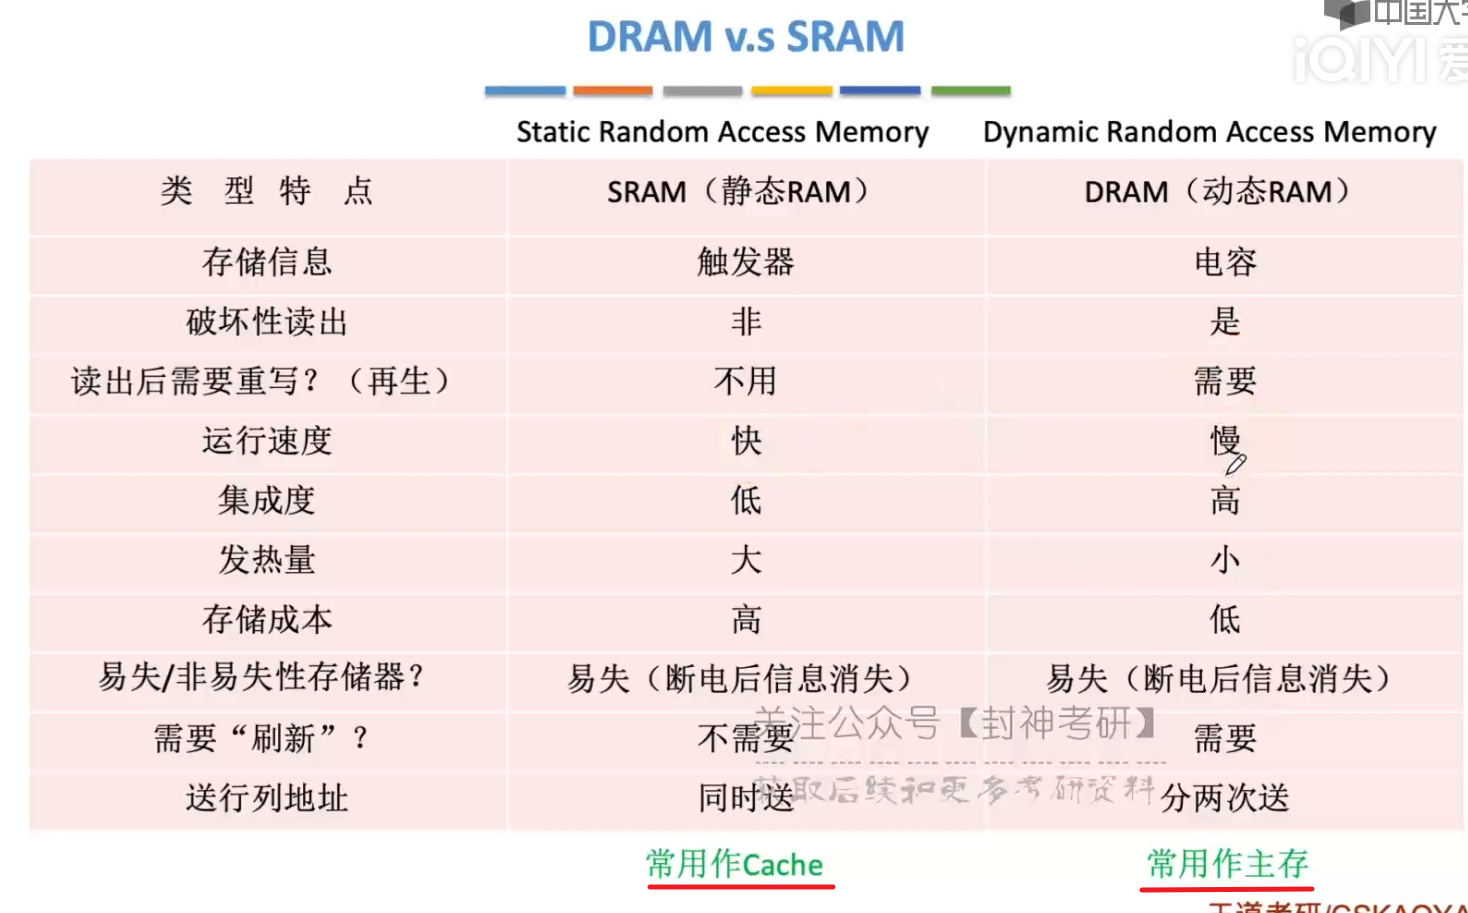 中国大
iQIYI 爱
DRAM v.s SRAM
Static Random Access Memory Dynamic Random Access Memory
类 型 特 点 SRAM（静态RAM） DRAM（动态RAM）
存储信息 触发器 电容
破坏性读出 非 是
读出后需要重写？（再生） 不用 需要
运行速度 快 慢
集成度 低 高
发热量 大 小
存储成本 高 低
易失/非易失性存储器？ 易失（断电后信息消失） 易失（断电后信息消失）
关注公众号【封神考研】
需要“刷新”？ 不需要 需要
获取后续和更多考研资料
送行列地址 同时送 分两次送
常用作Cache 常用作主存
王道考研/CSKAOYA